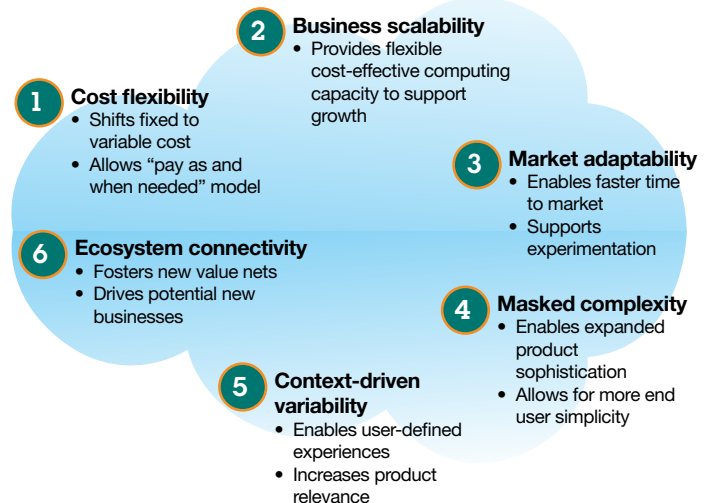 1
Cost flexibility
• Shifts fixed to
variable cost
• Allows “pay as and
when needed” model
2
Business scalability
• Provides flexible
cost-effective computing
capacity to support
growth
3
Market adaptability
• Enables faster time
to market
• Supports
experimentation
4
Masked complexity
• Enables expanded
product
sophistication
• Allows for more end
user simplicity
5
Context-driven
variability
• Enables user-defined
experiences
• Increases product
relevance
6
Ecosystem connectivity
• Fosters new value nets
• Drives potential new
businesses